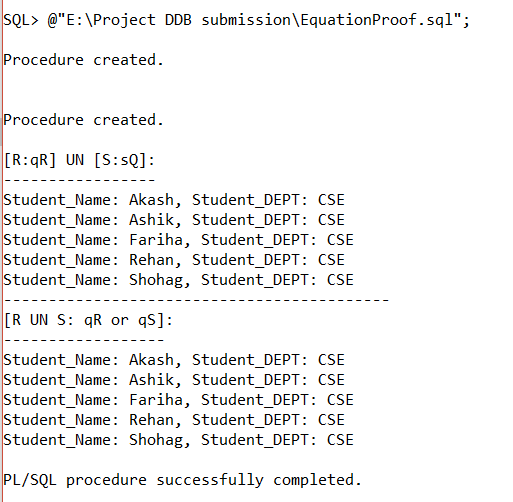 SQL> @"E:\Project DDB submission\EquationProof.sql";
Procedure created.
Procedure created.
[R:qR] UN [S:sQ]:
-----------------
Student_Name: Akash, Student_DEPT: CSE
Student_Name: Ashik, Student_DEPT: CSE
Student_Name: Fariha, Student_DEPT: CSE
Student_Name: Rehan, Student_DEPT: CSE
Student_Name: Shohag, Student_DEPT: CSE
-------------------------------------------
[R UN S: qR or qS]:
------------------
Student_Name: Akash, Student_DEPT: CSE
Student_Name: Ashik, Student_DEPT: CSE
Student_Name: Fariha, Student_DEPT: CSE
Student_Name: Rehan, Student_DEPT: CSE
Student_Name: Shohag, Student_DEPT: CSE
PL/SQL procedure successfully completed.